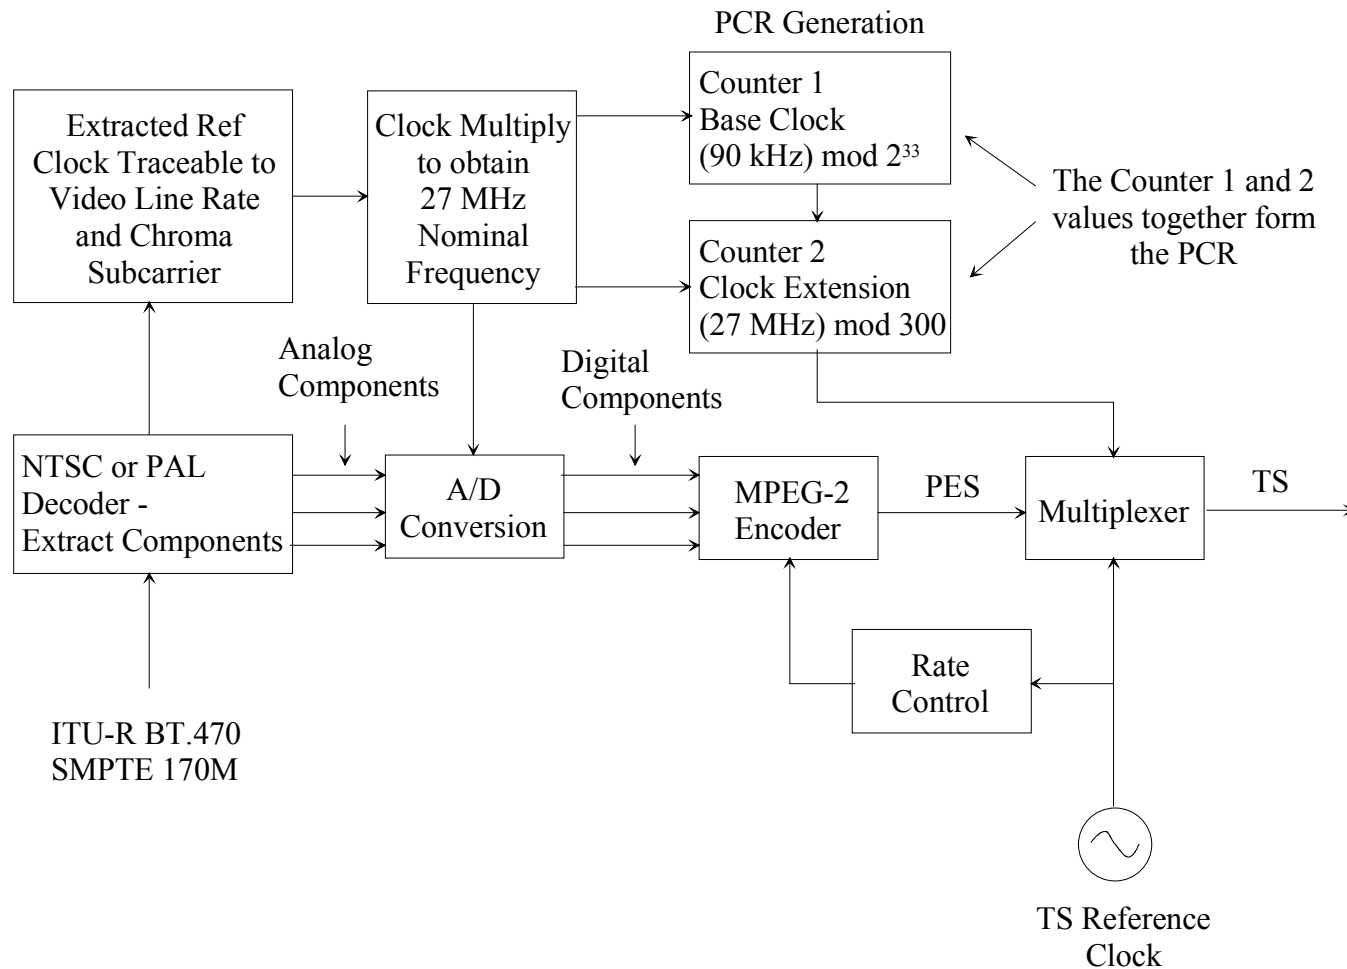 PCR Generation
Extracted Ref
Clock Traceable to
Video Line Rate
and Chroma
Subcarrier
Clock Multiply
to obtain
27 MHz
Nominal
Frequency
Counter 1
Base Clock
(90 kHz) mod 2³³
The Counter 1 and 2
values together form
the PCR
Counter 2
Clock Extension
(27 MHz) mod 300
Analog
Components
Digital
Components
NTSC or PAL
Decoder -
Extract Components
A/D
Conversion
MPEG-2
Encoder
PES
Multiplexer
TS
Rate
Control
ITU-R BT.470
SMPTE 170M
TS Reference
Clock